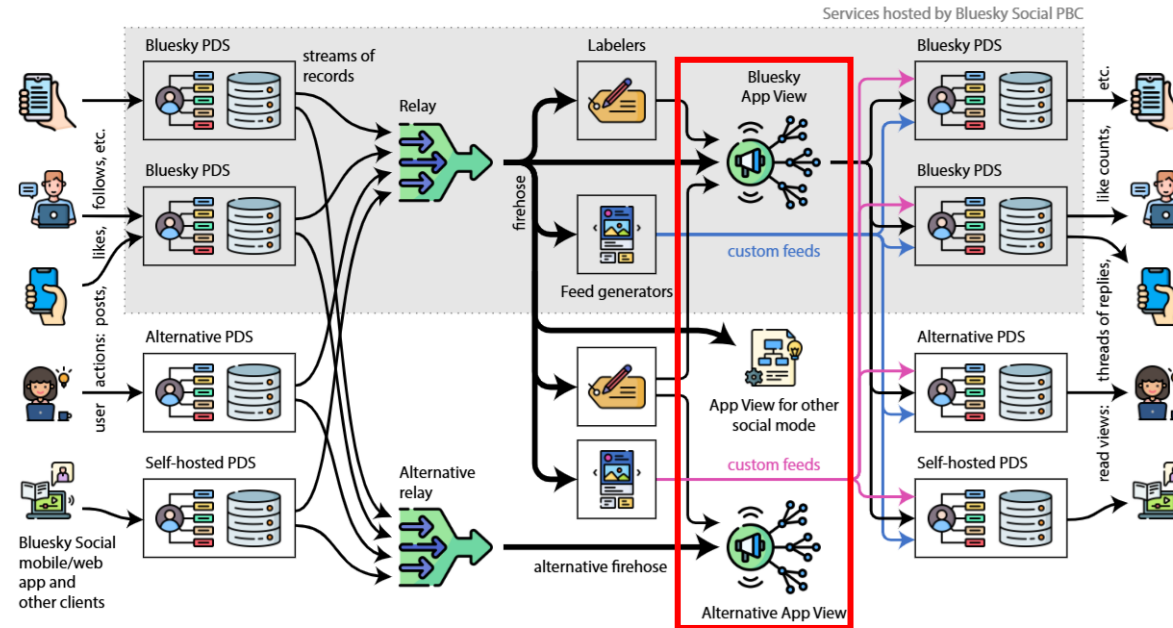 Services hosted by Bluesky Social PBC
Bluesky PDS
streams of
records
Labelers
Bluesky
App View
Bluesky PDS
etc.
Relay
follows, etc.
Bluesky PDS
firehose
Bluesky PDS
like counts,
custom feeds
Feed generators
likes,
user actions: posts,
Alternative PDS
App View for other
social mode
Alternative PDS
read views: threads of replies,
Self-hosted PDS
Alternative
relay
custom feeds
Self-hosted PDS
Bluesky Social
mobile/web
app and
other clients
alternative firehose
Alternative App View